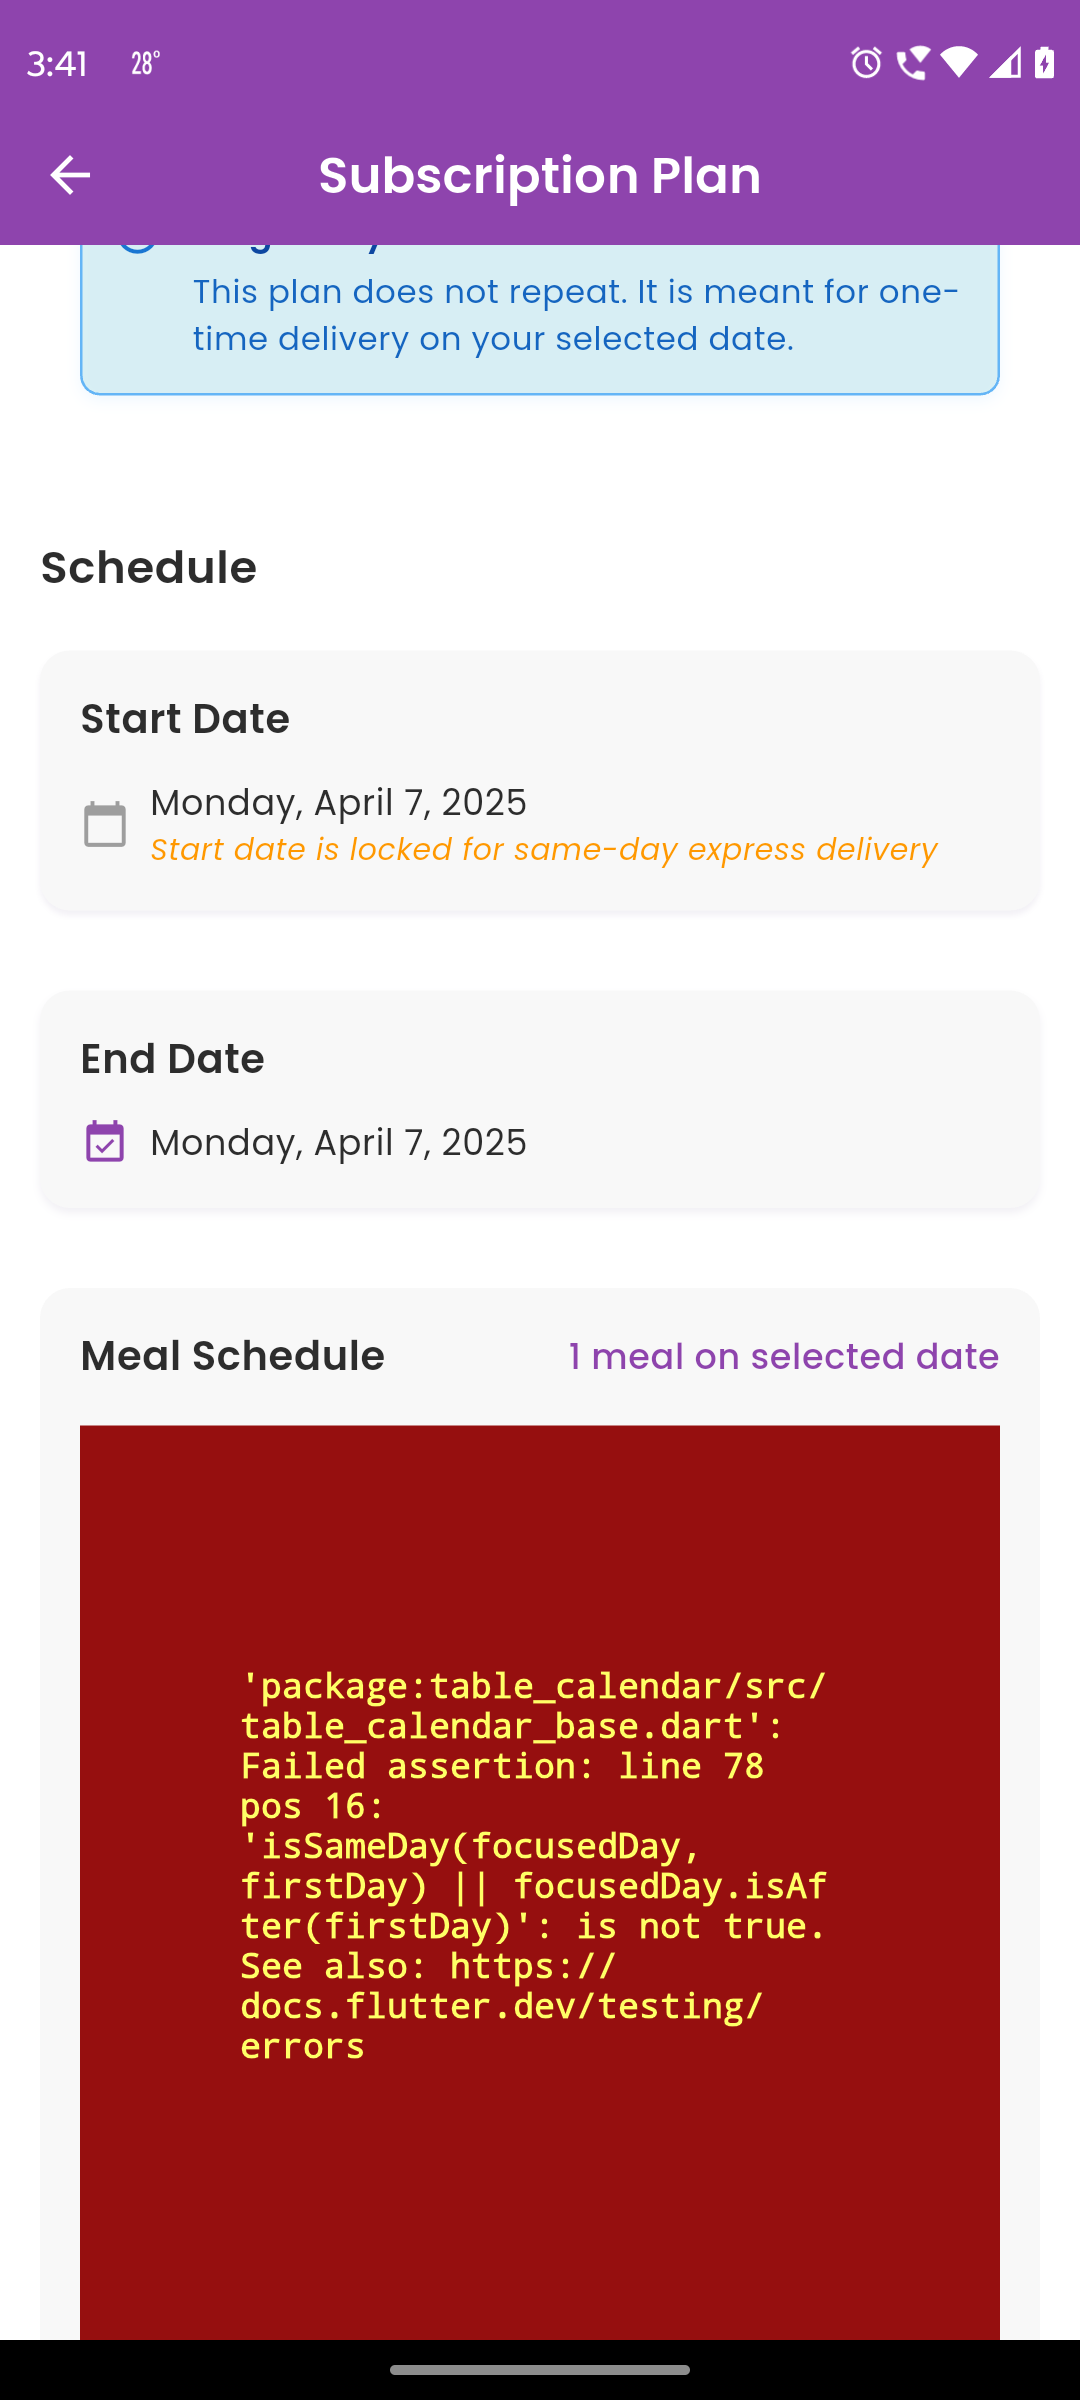 3:41 28°
Subscription Plan
This plan does not repeat. It is meant for one-
time delivery on your selected date.
Schedule
Start Date
Monday, April 7, 2025
Start date is locked for same-day express delivery
End Date
Monday, April 7, 2025
Meal Schedule 1 meal on selected date
'package:table_calendar/src/
table_calendar_base.dart':
Failed assertion: line 78
pos 16:
'isSameDay(focusedDay,
firstDay) || focusedDay.isAf
ter(firstDay)': is not true.
See also: https://
docs.flutter.dev/testing/
errors